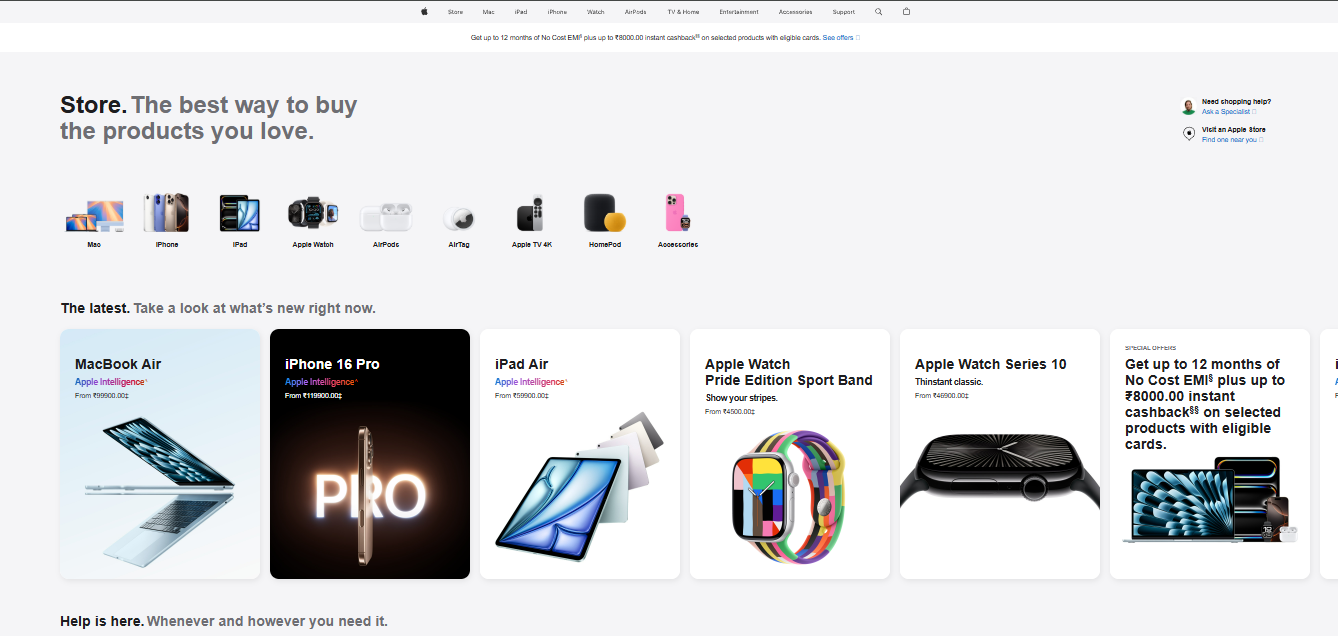 Store Mac iPad iPhone Watch AirPods TV & Home Entertainment Accessories Support
Get up to 12 months of No Cost EMI§ plus up to ₹8000.00 instant cashback§§ on selected products with eligible cards. See offers
Store. The best way to buy
the products you love.
Need shopping help?
Ask a Specialist
Visit an Apple Store
Find one near you
Mac
iPhone
iPad
Apple Watch
AirPods
AirTag
Apple TV 4K
HomePod
Accessories
The latest. Take a look at what's new right now.
MacBook Air
Apple Intelligence^
From ₹99900.00‡
iPhone 16 Pro
Apple Intelligence^
From ₹119900.00‡
PRO
iPad Air
Apple Intelligence^
From ₹59900.00‡
Apple Watch
Pride Edition Sport Band
Show your stripes.
From ₹4500.00‡
Apple Watch Series 10
Thinstant classic.
From ₹46900.00‡
SPECIAL OFFERS
Get up to 12 months of
No Cost EMI§ plus up to
₹8000.00 instant
cashback§§ on selected
products with eligible
cards.
Help is here. Whenever and however you need it.